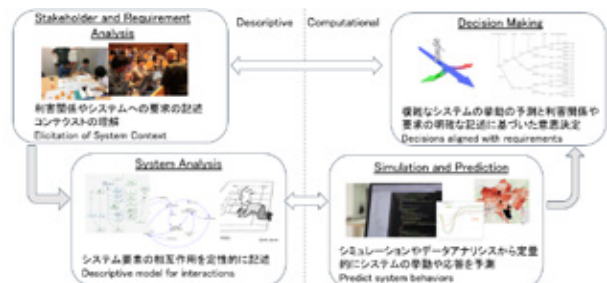 Stakeholder and Requirement
Analysis
利害関係やシステムへの要求の記述
コンテクストの理解
Elicitation of System Context
Descriptive
Computational
Decision Making
複雑なシステムの挙動の予測と利害関係や
要求の明確な記述に基づいた意思決定
Decisions aligned with requirements
System Analysis
システム要素の相互作用を定性的に記述
Descriptive model for interactions
Simulation and Prediction
シミュレーションやデータアナリシスから定量
的にシステムの挙動や応答を予測
Predict system behaviors